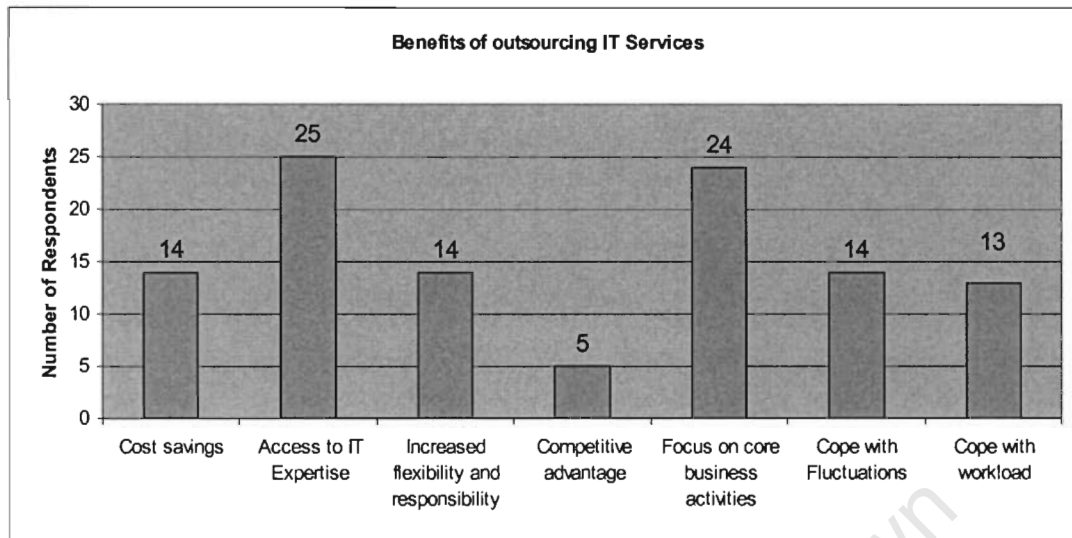 Benefits of outsourcing IT Services
Number of Respondents
30
25
20
15
10
5
0
14
25
14
5
24
14
13
Cost savings
Access to IT
Expertise
Increased
flexibility and
responsibility
Competitive
advantage
Focus on core
business
activities
Cope with
Fluctuations
Cope with
workload